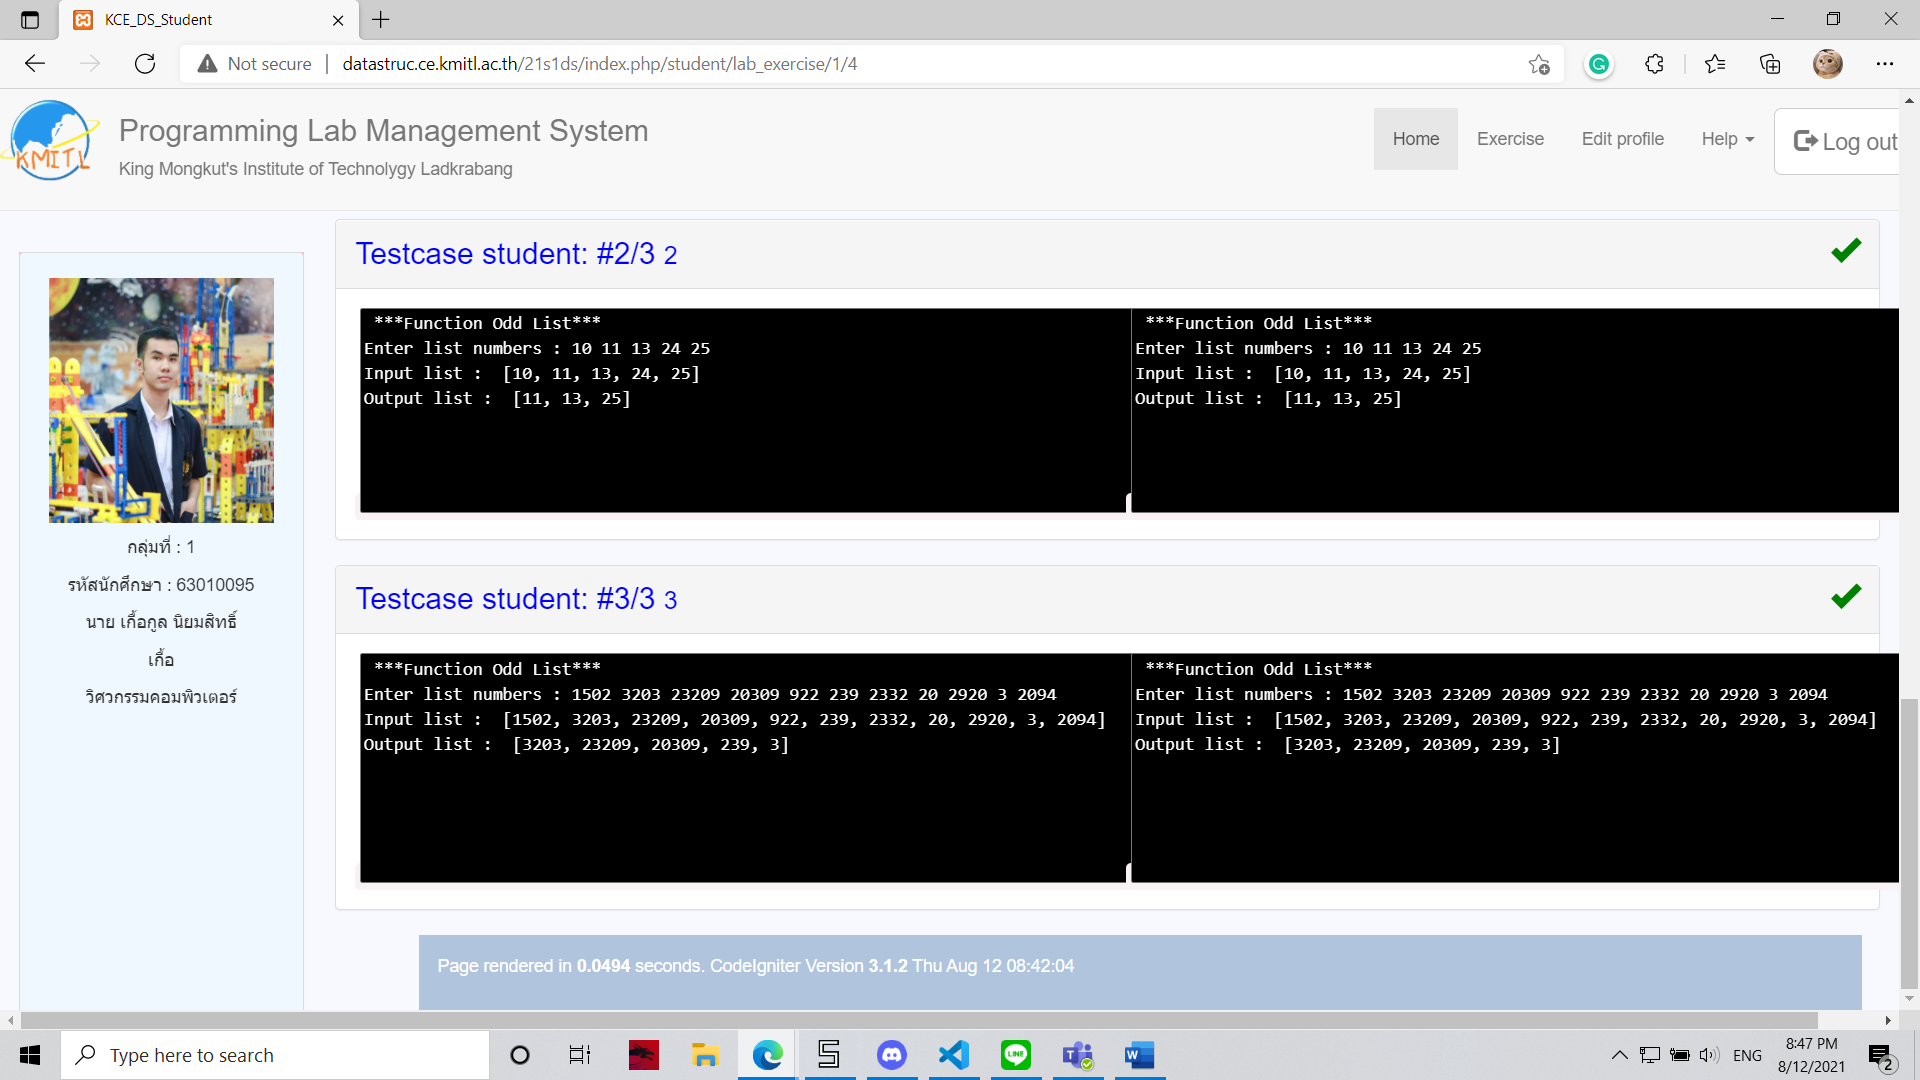 KCE_DS_Student
Not secure
datastruc.ce.kmitl.ac.th/21s1ds/index.php/student/lab_exercise/1/4
KMITL
Programming Lab Management System
King Mongkut's Institute of Technolygy Ladkrabang
Home
Exercise
Edit profile
Help
Log out
กลุ่มที่ : 1
รหัสนักศึกษา : 63010095
นาย เกื้อกูล นิยมสิทธิ์
เกื้อ
วิศวกรรมคอมพิวเตอร์
Testcase student: #2/3 2
***Function Odd List***
Enter list numbers : 10 11 13 24 25
Input list :  [10, 11, 13, 24, 25]
Output list :  [11, 13, 25]
***Function Odd List***
Enter list numbers : 10 11 13 24 25
Input list :  [10, 11, 13, 24, 25]
Output list :  [11, 13, 25]
Testcase student: #3/3 3
***Function Odd List***
Enter list numbers : 1502 3203 23209 20309 922 239 2332 20 2920 3 2094
Input list :  [1502, 3203, 23209, 20309, 922, 239, 2332, 20, 2920, 3, 2094]
Output list :  [3203, 23209, 20309, 239, 3]
***Function Odd List***
Enter list numbers : 1502 3203 23209 20309 922 239 2332 20 2920 3 2094
Input list :  [1502, 3203, 23209, 20309, 922, 239, 2332, 20, 2920, 3, 2094]
Output list :  [3203, 23209, 20309, 239, 3]
Page rendered in 0.0494 seconds. CodeIgniter Version 3.1.2 Thu Aug 12 08:42:04
Type here to search
LINE
ENG
8:47 PM
8/12/2021
2